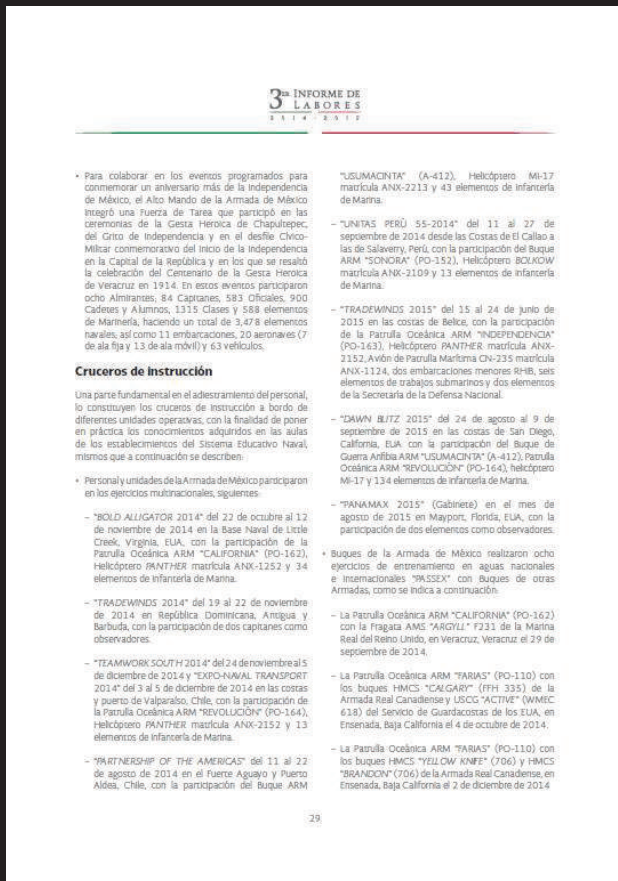 3er INFORME DE
LABORES
2014-2015
• Para colaborar en los eventos programados para
conmemorar un aniversario más de la Independencia
de México, el Alto Mando de la Armada de México
integró una Fuerza de Tarea que participó en las
ceremonias de la Gesta Heroica de Chapultepec,
del Grito de Independencia y en el desfile Cívico-
Militar conmemorativo del Inicio de la Independencia
en la Capital de la República y en los que se resaltó
la celebración del Centenario de la Gesta Heroica
de Veracruz en 1914. En estos eventos participaron
ocho Almirantes, 84 Capitanes, 583 Oficiales, 900
Cadetes y Alumnos, 1315 Clases y 588 elementos
de Marinería, haciendo un total de 3,478 elementos
navales, así como 11 embarcaciones, 20 aeronaves (7
de ala fija y 13 de ala móvil) y 63 vehículos.
Cruceros de instrucción
Una parte fundamental en el adiestramiento del personal,
lo constituyen los cruceros de instrucción a bordo de
diferentes unidades operativas, con la finalidad de poner
en práctica los conocimientos adquiridos en las aulas
de los establecimientos del Sistema Educativo Naval,
mismos que a continuación se describen:
• Personal y unidades de la Armada de México participaron
en los ejercicios multinacionales, siguientes:
– "BOLD ALLIGATOR 2014" del 22 de octubre al 12
de noviembre de 2014 en la Base Naval de Little
Creek, Virginia, EUA, con la participación de la
Patrulla Oceánica ARM "CALIFORNIA" (PO-162),
Helicóptero PANTHER matrícula ANX-1252 y 34
elementos de Infantería de Marina.
– "TRADEWINDS 2014" del 19 al 22 de noviembre
de 2014 en República Dominicana, Antigua y
Barbuda, con la participación de dos capitanes como
observadores.
– "TEAMWORK SOUTH 2014" del 24 de noviembre al 5
de diciembre de 2014 y "EXPO-NAVAL TRANSPORT
2014" del 3 al 5 de diciembre de 2014 en las costas
y puerto de Valparaíso, Chile, con la participación de
la Patrulla Oceánica ARM "REVOLUCIÓN" (PO-164),
Helicóptero PANTHER matrícula ANX-2152 y 13
elementos de Infantería de Marina.
– "PARTNERSHIP OF THE AMERICAS" del 11 al 22
de agosto de 2014 en el Fuerte Aguayo y Puerto
Aldea, Chile, con la participación del Buque ARM
"USUMACINTA" (A-412), Helicóptero MI-17
matrícula ANX-2213 y 43 elementos de Infantería
de Marina.
– "UNITAS PERÚ 55-2014" del 11 al 27 de
septiembre de 2014 desde las Costas de El Callao a
las de Salaverry, Perú, con la participación del Buque
ARM "SONORA" (PO-152), Helicóptero BOLKOW
matrícula ANX-2109 y 13 elementos de Infantería
de Marina.
– "TRADEWINDS 2015" del 15 al 24 de junio de
2015 en las costas de Belice, con la participación
de la Patrulla Oceánica ARM "INDEPENDENCIA"
(PO-163), Helicóptero PANTHER matrícula ANX-
2152, Avión de Patrulla Marítima CN-235 matrícula
ANX-1124, dos embarcaciones menores RHIB, seis
elementos de trabajos submarinos y dos elementos
de la Secretaría de la Defensa Nacional.
– "DAWN BLITZ 2015" del 24 de agosto al 9 de
septiembre de 2015 en las costas de San Diego,
California, EUA con la participación del Buque de
Guerra Anfibia ARM "USUMACINTA" (A-412), Patrulla
Oceánica ARM "REVOLUCIÓN" (PO-164), helicóptero
MI-17 y 134 elementos de Infantería de Marina.
– "PANAMAX 2015" (Gabinete) en el mes de
agosto de 2015 en Mayport, Florida, EUA, con la
participación de dos elementos como observadores.
• Buques de la Armada de México realizaron ocho
ejercicios de entrenamiento en aguas nacionales
e internacionales "PASSEX" con Buques de otras
Armadas, como se indica a continuación:
– La Patrulla Oceánica ARM "CALIFORNIA" (PO-162)
con la Fragata AMS "ARGYLL" F231 de la Marina
Real del Reino Unido, en Veracruz, Veracruz el 29 de
septiembre de 2014.
– La Patrulla Oceánica ARM "FARIAS" (PO-110) con
los buques HMCS "CALGARY" (FFH 335) de la
Armada Real Canadiense y USCG "ACTIVE" (WMEC
618) del Servicio de Guardacostas de los EUA, en
Ensenada, Baja California el 4 de octubre de 2014.
– La Patrulla Oceánica ARM "FARIAS" (PO-110) con
los buques HMCS "YELLOW KNIFE" (706) y HMCS
"BRANDON" (706) de la Armada Real Canadiense, en
Ensenada, Baja California el 2 de diciembre de 2014
29